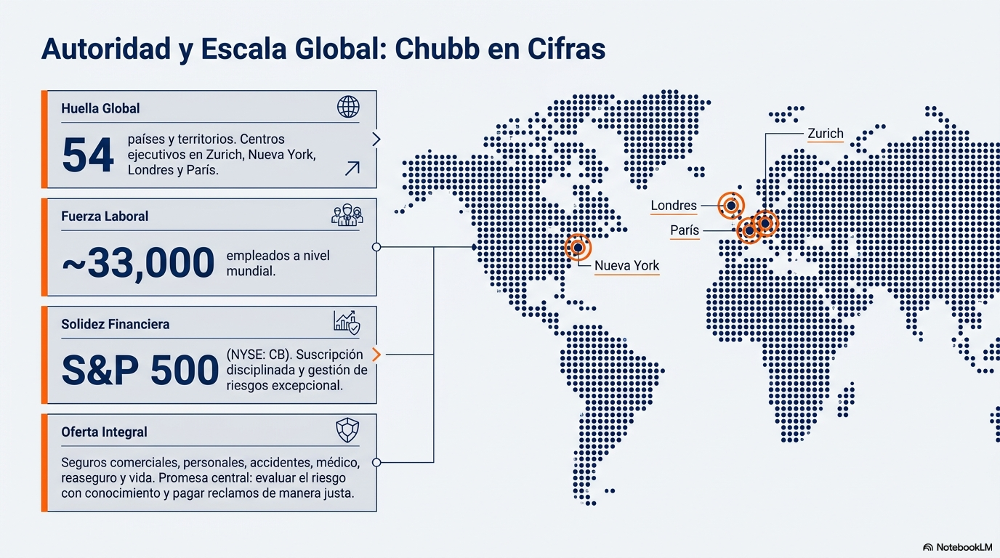 Autoridad y Escala Global: Chubb en Cifras
Huella Global
54
países y territorios. Centros
ejecutivos en Zurich, Nueva York,
Londres y París.
Fuerza Laboral
~33,000
empleados a nivel
mundial.
Solidez Financiera
S&P 500
(NYSE: CB). Suscripción
disciplinada y gestión de
riesgos excepcional.
Oferta Integral
Seguros comerciales, personales, accidentes, médico,
reaseguro y vida. Promesa central: evaluar el riesgo
con conocimiento y pagar reclamos de manera justa.
Zurich
Londres
París
Nueva York
NotebookLM